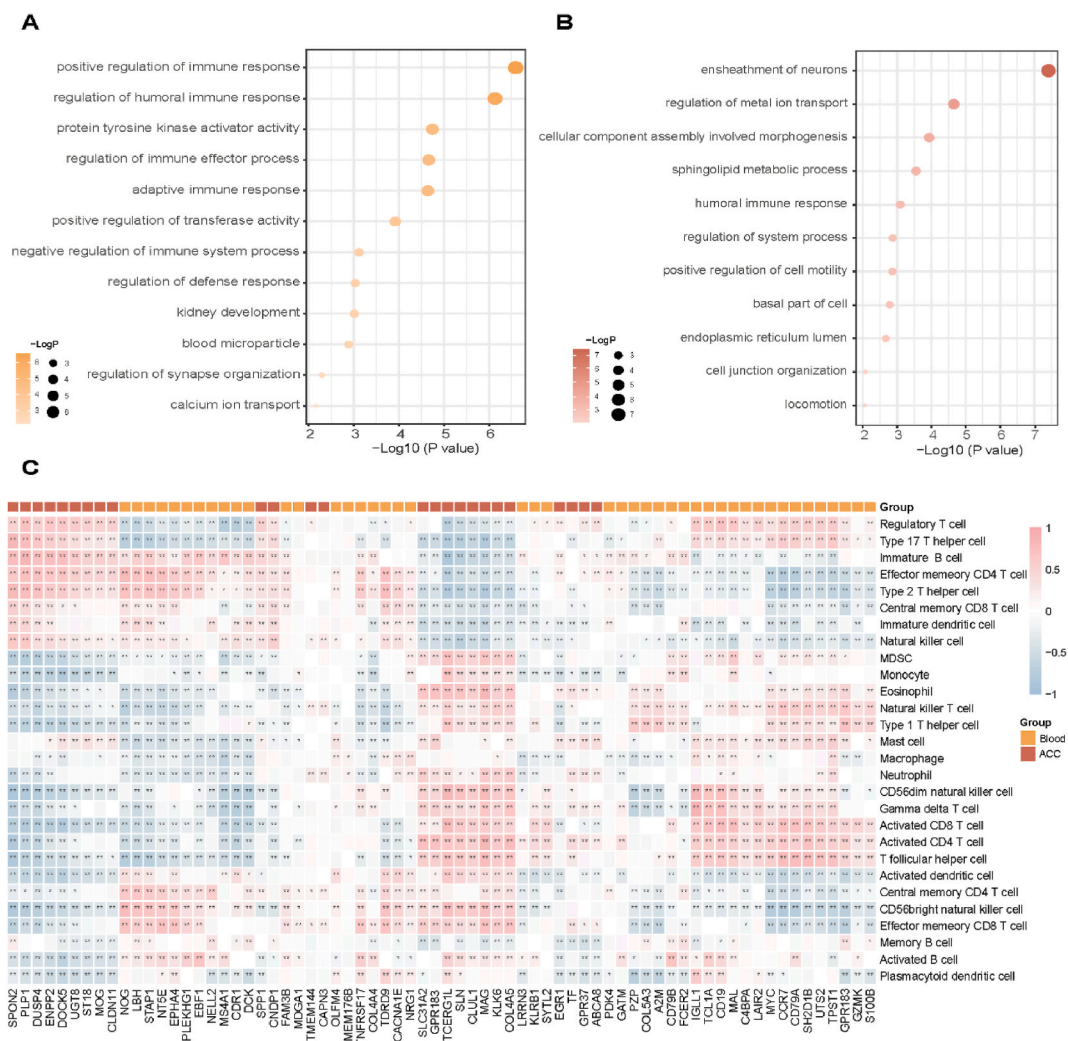 A
positive regulation of immune response
regulation of humoral immune response
protein tyrosine kinase activator activity
regulation of immune effector process
adaptive immune response
positive regulation of transferase activity
negative regulation of immune system process
regulation of defense response
kidney development
blood microparticle
regulation of synapse organization
calcium ion transport
−LogP
6
5
4
3
3
4
5
6
2 3 4 5 6
−Log10 (P value)
B
ensheathment of neurons
regulation of metal ion transport
cellular component assembly involved morphogenesis
sphingolipid metabolic process
humoral immune response
regulation of system process
positive regulation of cell motility
basal part of cell
endoplasmic reticulum lumen
cell junction organization
locomotion
−LogP
7
6
5
4
3
3
4
5
6
7
2 3 4 5 6 7
−Log10 (P value)
C
Group
Regulatory T cell
Type 17 T helper cell
Immature B cell
Effector memeory CD4 T cell
Type 2 T helper cell
Central memory CD8 T cell
Immature dendritic cell
Natural killer cell
MDSC
Monocyte
Eosinophil
Natural killer T cell
Type 1 T helper cell
Mast cell
Macrophage
Neutrophil
CD56dim natural killer cell
Gamma delta T cell
Activated CD8 T cell
Activated CD4 T cell
T follicular helper cell
Activated dendritic cell
Central memory CD4 T cell
CD56bright natural killer cell
Effector memeory CD8 T cell
Memory B cell
Activated B cell
Plasmacytoid dendritic cell
1
0.5
0
−0.5
−1
Group
Blood
ACC
SPON2
PLP1
DUSP4
ENPP2
DOCK5
UGT8
ST18
MOG
CLDN11
NOG
LBH
STAP1
NT5E
EPHA4
PLEKHG1
EBF1
NELL2
MS4A1
CDR1
DCK
SPP1
CNDP1
FAM3B
MDGA1
TMEM144
CAPN3
OLFM4
MEM176B
TNFRSF17
COL4A4
TDRD9
CACNA1E
NRG1
SLC31A2
GPR183
TCERG1L
SLN
CLUL1
MAG
KLK6
COL4A5
LRRN3
KLRB1
SYTL2
EGR1
TF
GPR37
ABCA8
PDK4
GATM
PZP
COL5A3
A2M
CD79B
FCER2
IGLL1
TCL1A
CD19
MAL
C4BPA
LAIR2
MYC
CCR7
CD79A
SH2D1B
UTS2
TPST1
GPR183
GZMK
S100B